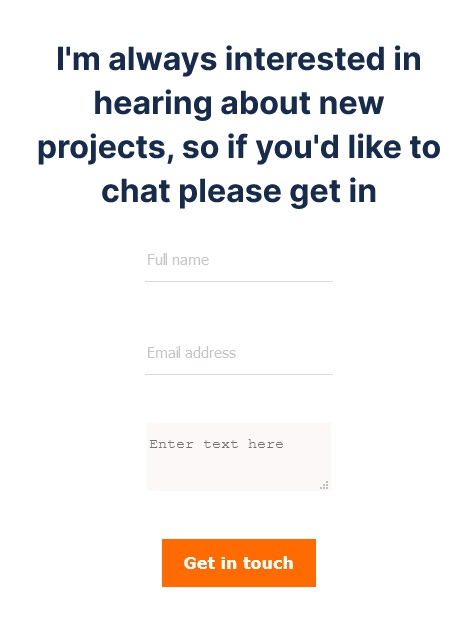 I'm always interested in
hearing about new
projects, so if you'd like to
chat please get in
Full name
Email address
Enter text here
Get in touch